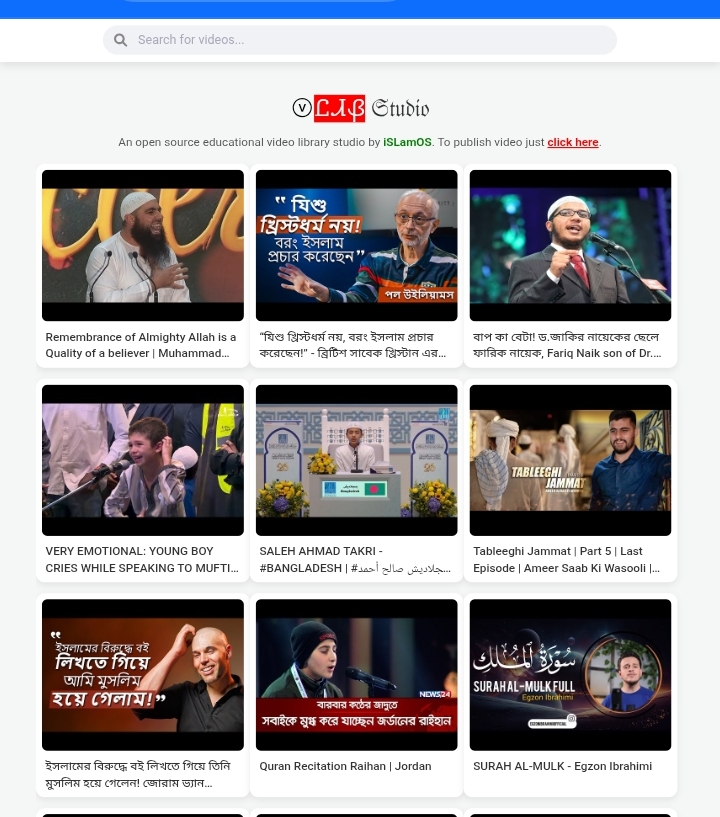 Search for videos...
ⓥ Studio
An open source educational video library studio by iSLamOS. To publish video just click here.
“যিশু
খ্রিস্টধর্ম নয়!
বরং ইসলাম
প্রচার করেছেন”
পল উইলিয়ামস
Remembrance of Almighty Allah is a
Quality of a believer | Muhammad...
“যিশু খ্রিস্টধর্ম নয়, বরং ইসলাম প্রচার
করেছেন!” - ব্রিটিশ সাবেক খ্রিস্টান এর...
বাপ কা বেটা! ড.জাকির নায়েকের ছেলে
ফারিক নায়েক, Fariq Naik son of Dr....
Bangladesh
TABLEEGHI
JAMMAT
VERY EMOTIONAL: YOUNG BOY
CRIES WHILE SPEAKING TO MUFTI...
SALEH AHMAD TAKRI -
#BANGLADESH | #بنجلاديش صالح أحمد...
Tableeghi Jammat | Part 5 | Last
Episode | Ameer Saab Ki Wasooli |...
“
ইসলামের বিরুদ্ধে বই
লিখতে গিয়ে
আমি মুসলিম
হয়ে গেলাম!”
NEWS24
বারবার কণ্ঠের জাদুতে
সবাইকে মুগ্ধ করে যাচ্ছেন জর্ডানের রাইহান
سُورَةُ الْمُلْك
SURAH AL-MULK FULL
Egzon Ibrahimi
EGZONIBRAHIMIOFFICIAL
ইসলামের বিরুদ্ধে বই লিখতে গিয়ে তিনি
মুসলিম হয়ে গেলেন! জোরাম ভ্যান...
Quran Recitation Raihan | Jordan
SURAH AL-MULK - Egzon Ibrahimi